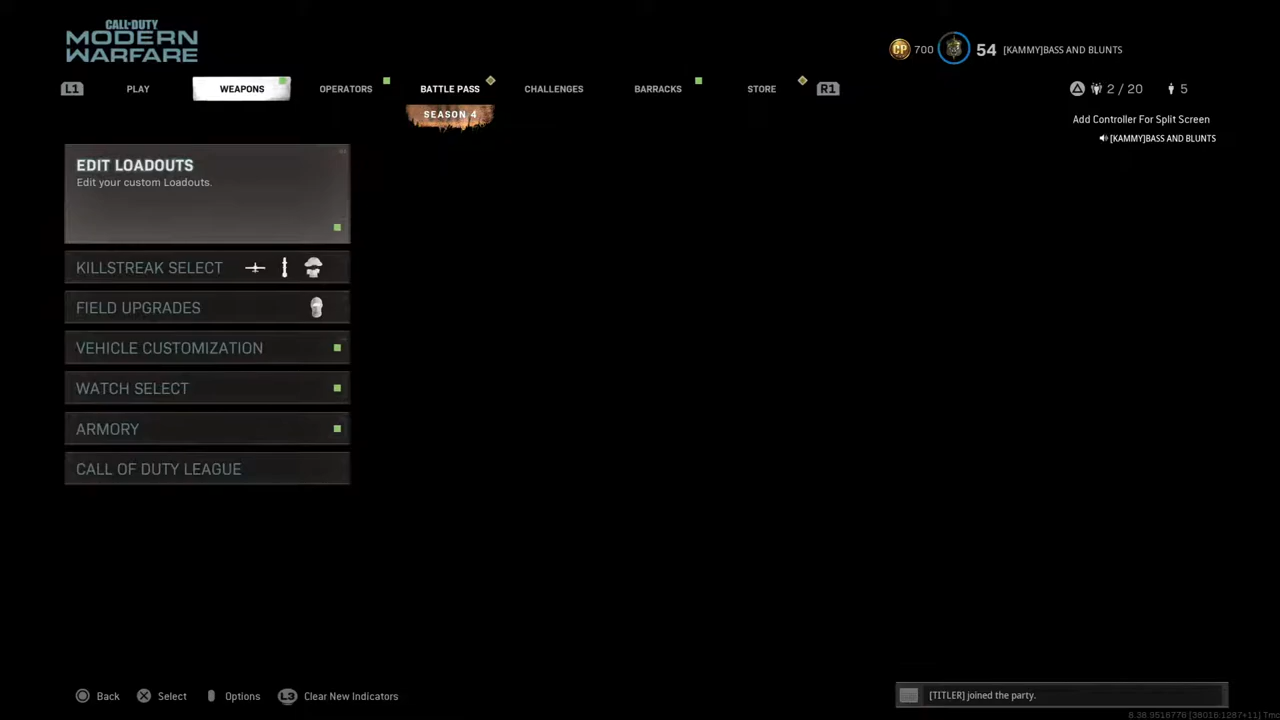 CALL OF DUTY
MODERN
WARFARE
CP 700 54 [KAMMY]BASS AND BLUNTS
L1 PLAY WEAPONS OPERATORS BATTLE PASS CHALLENGES BARRACKS STORE R1 2 / 20 5
SEASON 4
Add Controller For Split Screen
[KAMMY]BASS AND BLUNTS
EDIT LOADOUTS
Edit your custom Loadouts.
KILLSTREAK SELECT
FIELD UPGRADES
VEHICLE CUSTOMIZATION
WATCH SELECT
ARMORY
CALL OF DUTY LEAGUE
Back Select Options L3 Clear New Indicators
[TITLER] joined the party.